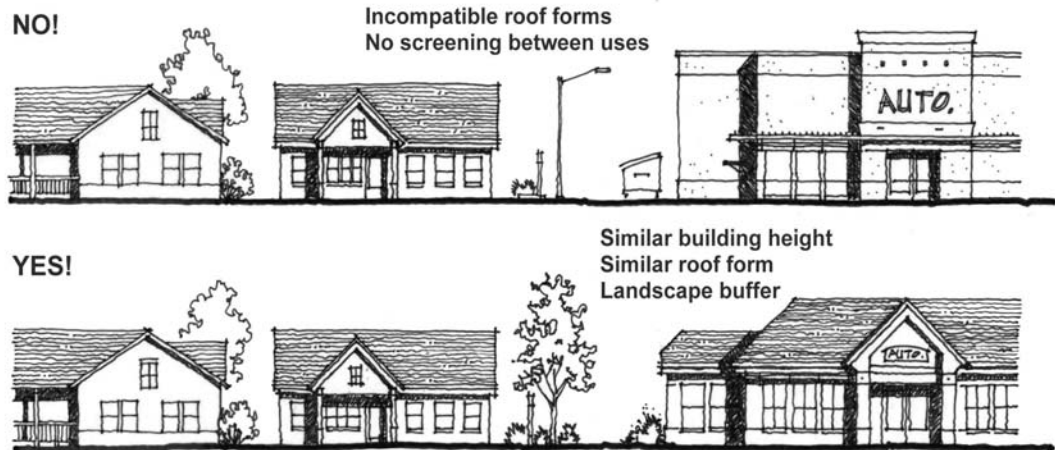 NO!
Incompatible roof forms
No screening between uses
AUTO.
YES!
Similar building height
Similar roof form
Landscape buffer
AUTO.